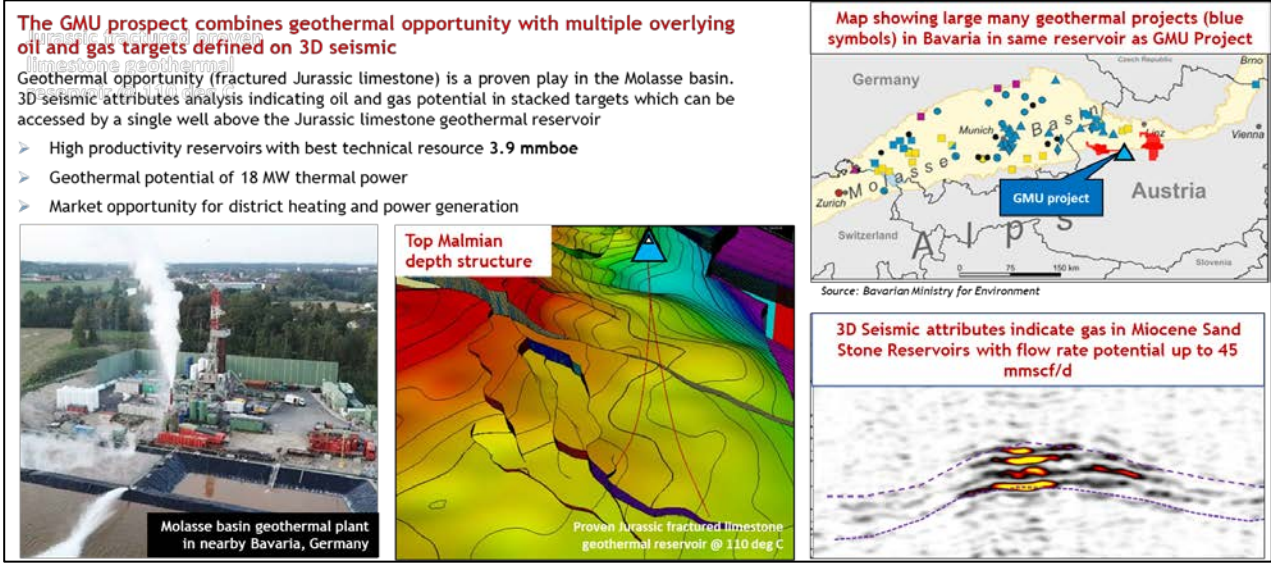 The GMU prospect combines geothermal opportunity with multiple overlying
oil and gas targets defined on 3D seismic
Jurassic fractured proven
limestone geothermal
reservoir @ 110 deg C
Geothermal opportunity (fractured Jurassic limestone) is a proven play in the Molasse basin.
3D seismic attributes analysis indicating oil and gas potential in stacked targets which can be
accessed by a single well above the Jurassic limestone geothermal reservoir
High productivity reservoirs with best technical resource 3.9 mmboe
Geothermal potential of 18 MW thermal power
Market opportunity for district heating and power generation
Molasse basin geothermal plant
in nearby Bavaria, Germany
Top Malmian
depth structure
Proven Jurassic fractured limestone
geothermal reservoir @ 110 deg C
Map showing large many geothermal projects (blue
symbols) in Bavaria in same reservoir as GMU Project
Czech Republic
Brno
Germany
Munich
Molasse Basin
Linz
Vienna
Zurich
GMU project
Austria
Switzerland
Alps
Slovenia
0 75 150 km
Source: Bavarian Ministry for Environment
3D Seismic attributes indicate gas in Miocene Sand
Stone Reservoirs with flow rate potential up to 45
mmscf/d